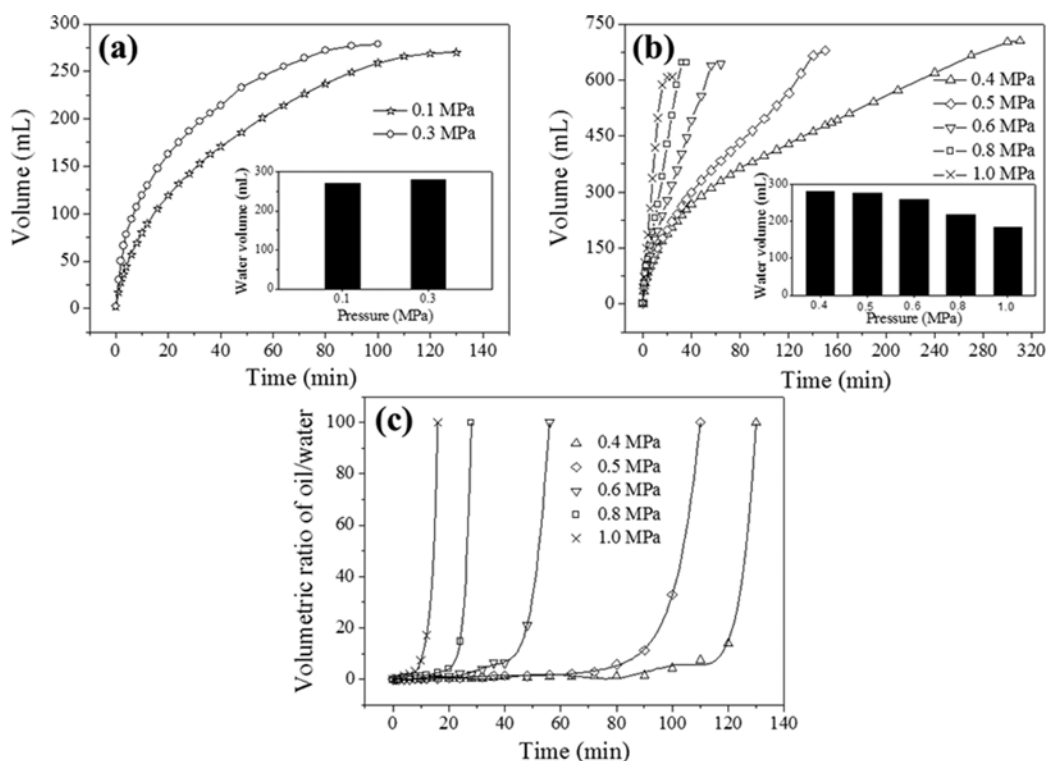 (a)
Volume (mL)
300
250
200
150
100
50
0
0.1 MPa
0.3 MPa
Water volume (mL)
300
200
100
0
0.1
0.3
Pressure (MPa)
0
20
40
60
80
100
120
140
Time (min)
(b)
Volume (mL)
750
600
450
300
150
0
0.4 MPa
0.5 MPa
0.6 MPa
0.8 MPa
1.0 MPa
Water volume (mL)
300
200
100
0
0.4
0.5
0.6
0.8
1.0
Pressure (MPa)
0
40
80
120
160
200
240
280
320
Time (min)
(c)
Volumetric ratio of oil/water
100
80
60
40
20
0
0.4 MPa
0.5 MPa
0.6 MPa
0.8 MPa
1.0 MPa
0
20
40
60
80
100
120
140
Time (min)